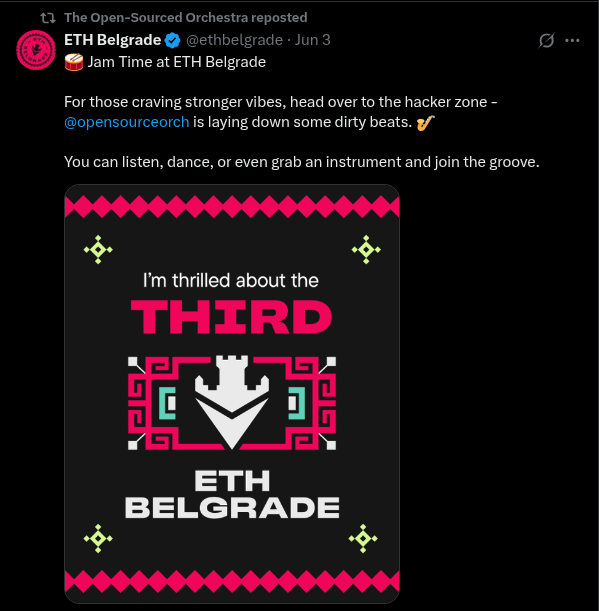 The Open-Sourced Orchestra reposted
ETH Belgrade @ethbelgrade · Jun 3
🥁 Jam Time at ETH Belgrade
For those craving stronger vibes, head over to the hacker zone -
@opensourceorch is laying down some dirty beats. 🎷
You can listen, dance, or even grab an instrument and join the groove.
I'm thrilled about the
THIRD
ETH
BELGRADE